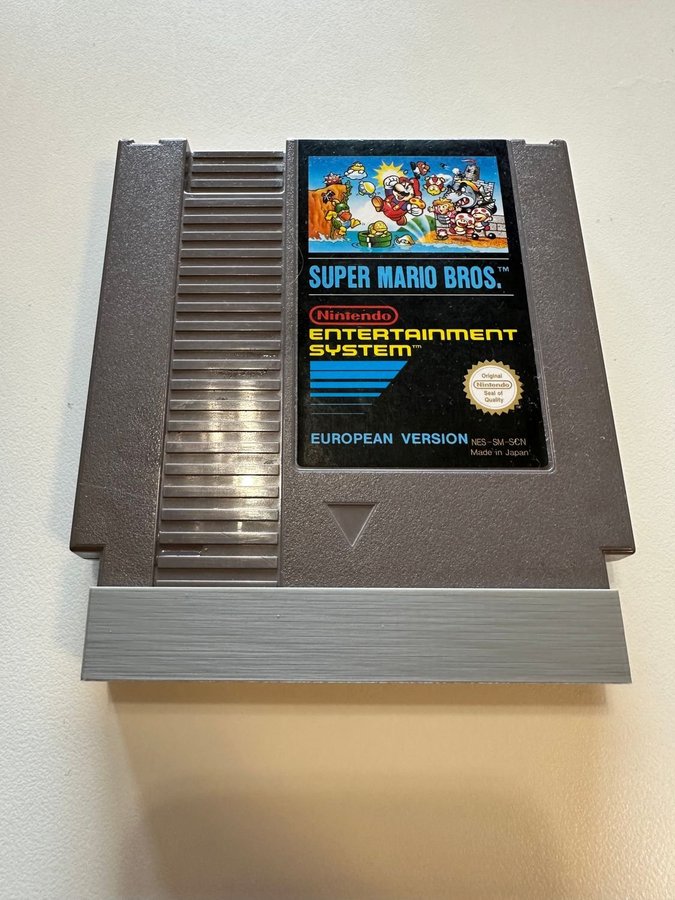 SUPER MARIO BROS.™
Nintendo
ENTERTAINMENT
SYSTEM™
Original
Nintendo
Seal of
Quality
EUROPEAN VERSION
NES-SM-SCN
Made in Japan